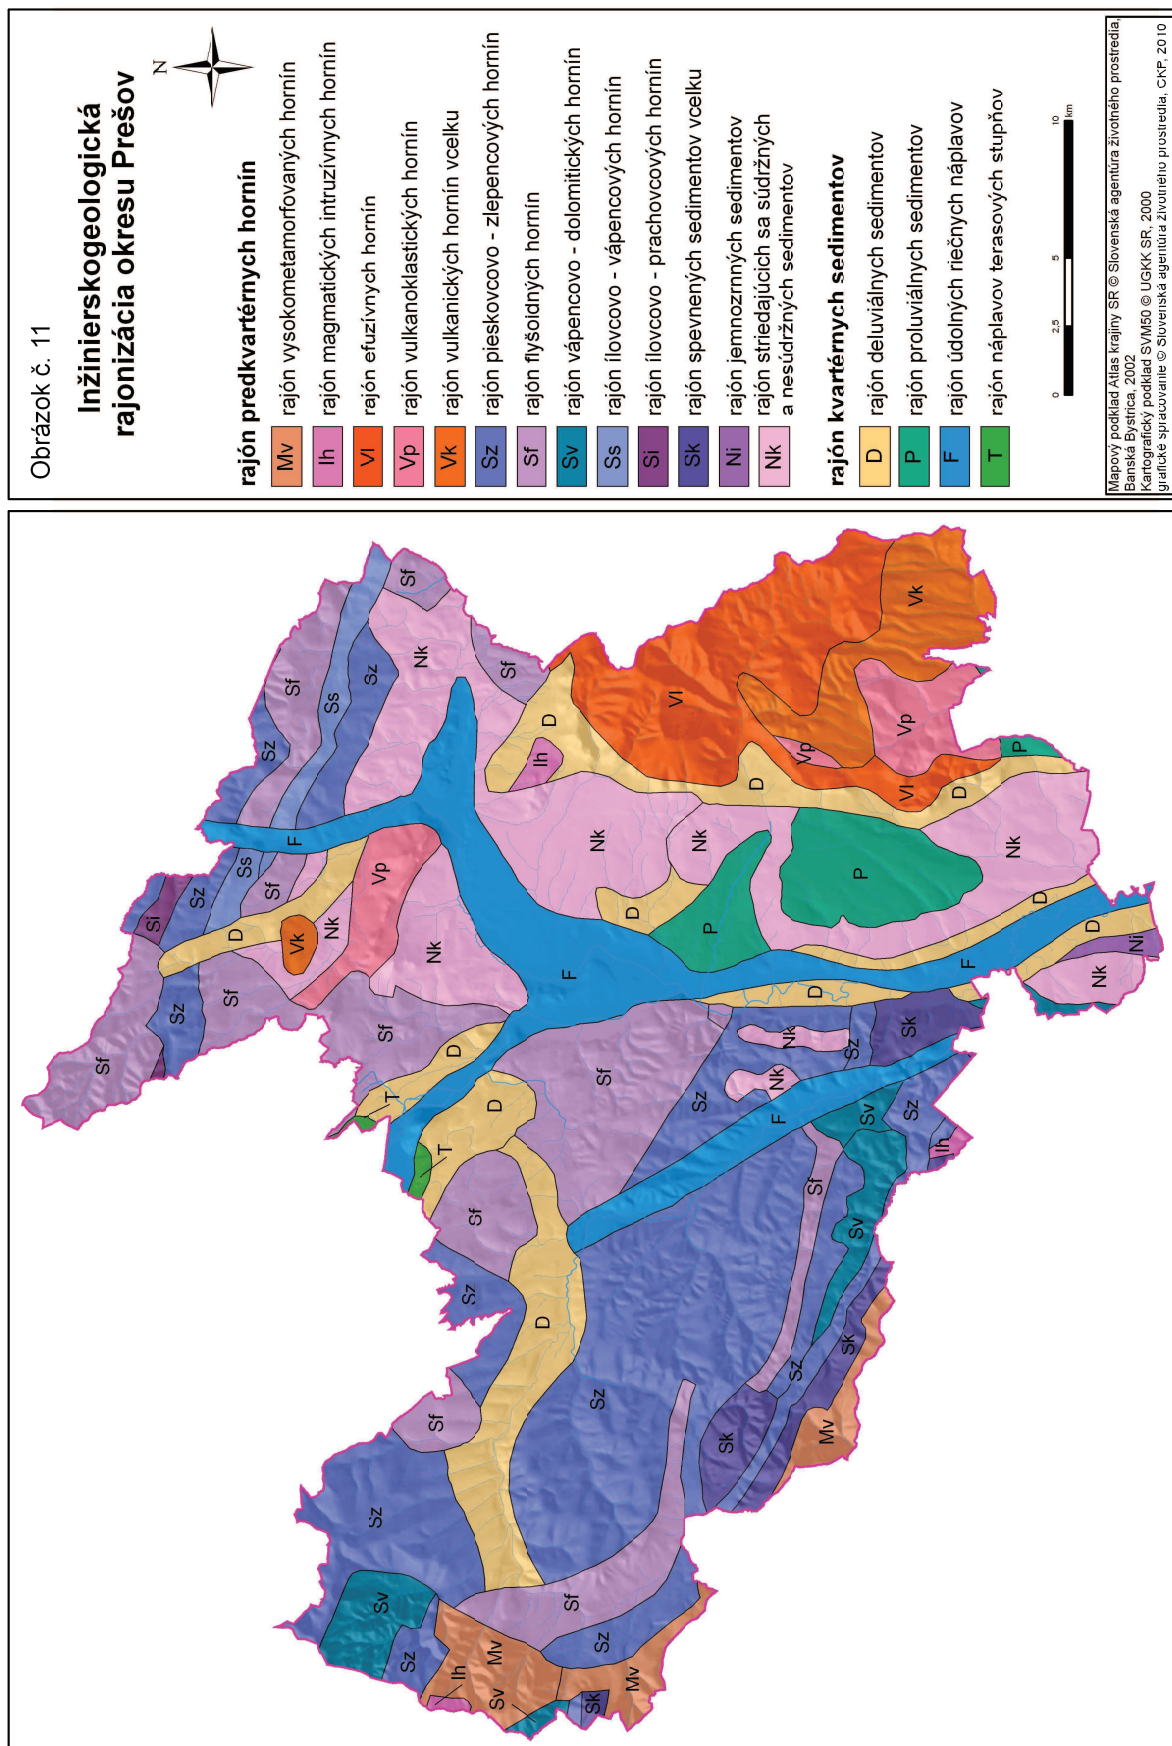 Obrázok č. 11
Inžinierskogeologická
rajonizácia okresu Prešov
N
rajón predkvartérnych hornín
Mv rajón vysokometamorfovaných hornín
Ih rajón magmatických intruzívnych hornín
Vl rajón efuzívnych hornín
Vp rajón vulkanoklastických hornín
Vk rajón vulkanických hornín vcelku
Sz rajón pieskovcovo - zlepencových hornín
Sf rajón flyšoidných hornín
Sv rajón vápencovo - dolomitických hornín
Ss rajón ílovcovo - vápencových hornín
Si rajón ílovcovo - prachovcových hornín
Sk rajón spevnených sedimentov vcelku
Ni rajón jemnozrnných sedimentov
Nk rajón striedajúcich sa súdržných
a nesúdržných sedimentov
rajón kvartérnych sedimentov
D rajón deluviálnych sedimentov
P rajón proluviálnych sedimentov
F rajón údolných riečnych náplavov
T rajón náplavov terasových stupňov
0 2,5 5 10
km
Mapový podklad Atlas krajiny SR © Slovenská agentúra životného prostredia,
Banská Bystrica, 2002
Kartografický podklad SVM50 © UGKK SR, 2000
grafické spracovanie © Slovenská agentúra životného prostredia, CKP, 2010
Sf
Si
Sz
Sz
D
Ss
Sf
Sf
Vk
Nk
F
Vp
Nk
Sz
Sf
Ss
Sz
Nk
Sf
Sf
Sf
D
T
T
D
Sf
Sz
D
Sf
Sz
Sv
Sz
Ih
Mv
Sv
Sf
Sz
Mv
Sk
F
Sf
Sz
Sz
Nk
Nk
Sz
Sk
F
Sf
Sv
Sv
Sz
Ih
Sk
Sz
Sk
Mv
D
Ih
Nk
Nk
D
P
P
Nk
D
Vl
Vp
Vk
Vp
Vl
D
P
D
D
F
D
Nk
Ni